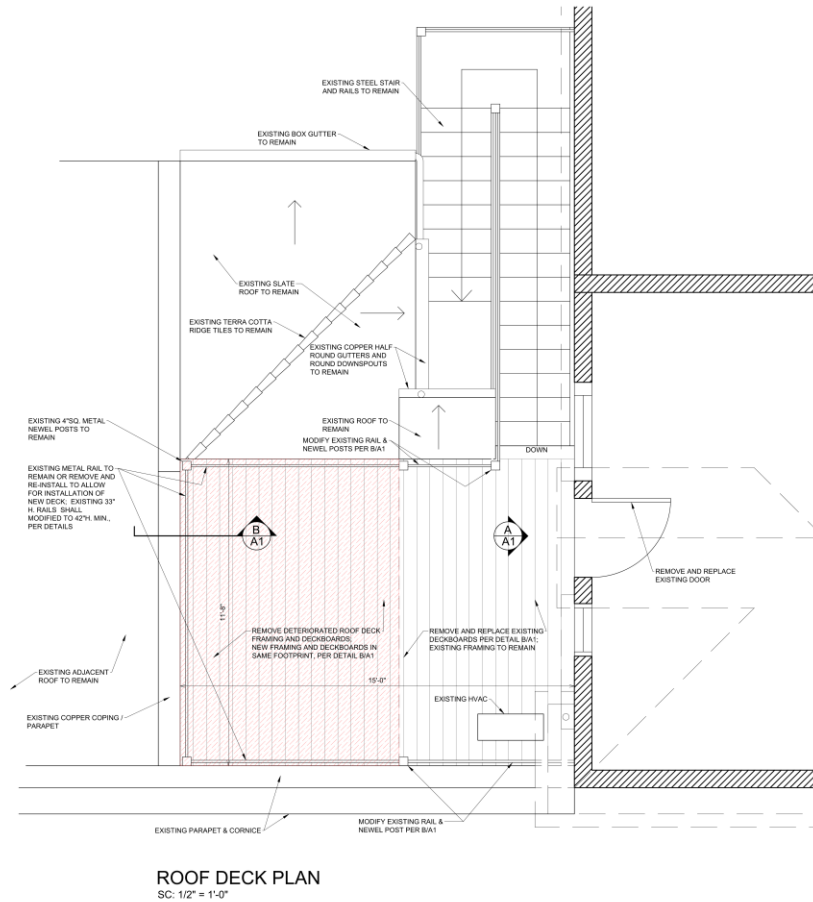 EXISTING STEEL STAIR
AND RAILS TO REMAIN
EXISTING BOX GUTTER
TO REMAIN
EXISTING SLATE
ROOF TO REMAIN
EXISTING TERRA COTTA
RIDGE TILES TO REMAIN
EXISTING COPPER HALF
ROUND GUTTERS AND
ROUND DOWNSPOUTS
TO REMAIN
EXISTING 4"SQ. METAL
NEWEL POSTS TO
REMAIN
EXISTING ROOF TO
REMAIN
MODIFY EXISTING RAIL &
NEWEL POSTS PER B/A1
DOWN
EXISTING METAL RAIL TO
REMAIN OR REMOVE AND
RE-INSTALL TO ALLOW
FOR INSTALLATION OF
NEW DECK; EXISTING 33"
H. RAILS SHALL
MODIFIED TO 42"H. MIN.,
PER DETAILS
B
A1
A
A1
REMOVE AND REPLACE
EXISTING DOOR
11'-8"
REMOVE DETERIORATED ROOF DECK
FRAMING AND DECKBOARDS;
NEW FRAMING AND DECKBOARDS IN
SAME FOOTPRINT, PER DETAIL B/A1
REMOVE AND REPLACE EXISTING
DECKBOARDS PER DETAIL B/A1;
EXISTING FRAMING TO REMAIN
15'-0"
EXISTING ADJACENT
ROOF TO REMAIN
EXISTING HVAC
EXISTING COPPER COPING /
PARAPET
EXISTING PARAPET & CORNICE
MODIFY EXISTING RAIL &
NEWEL POST PER B/A1
ROOF DECK PLAN
SC: 1/2" = 1'-0"